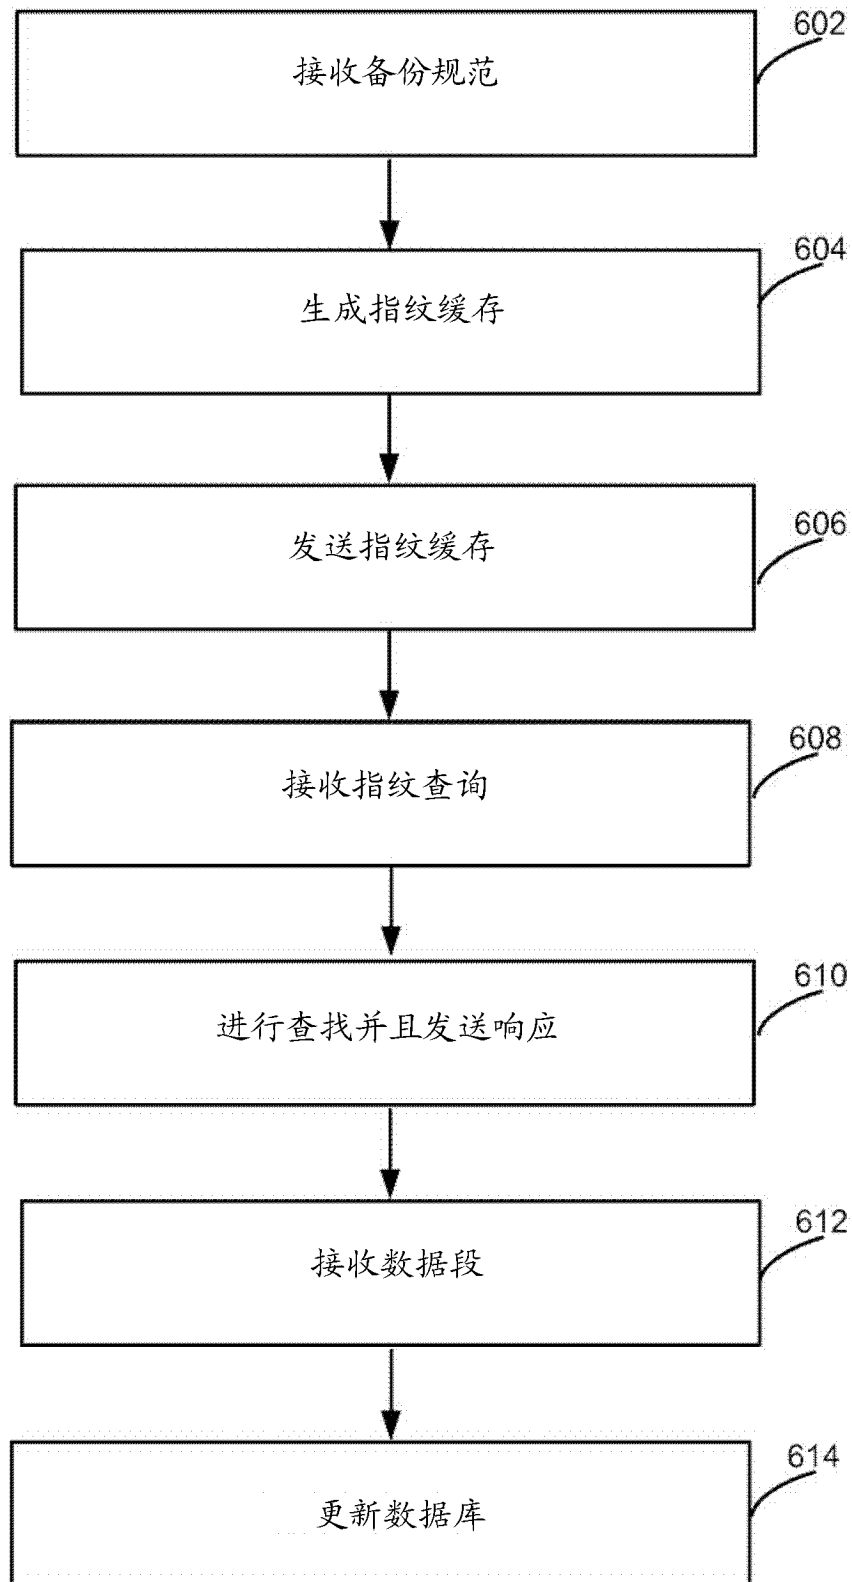 602
接收备份规范
604
生成指纹缓存
606
发送指纹缓存
608
接收指纹查询
610
进行查找并且发送响应
612
接收数据段
614
更新数据库